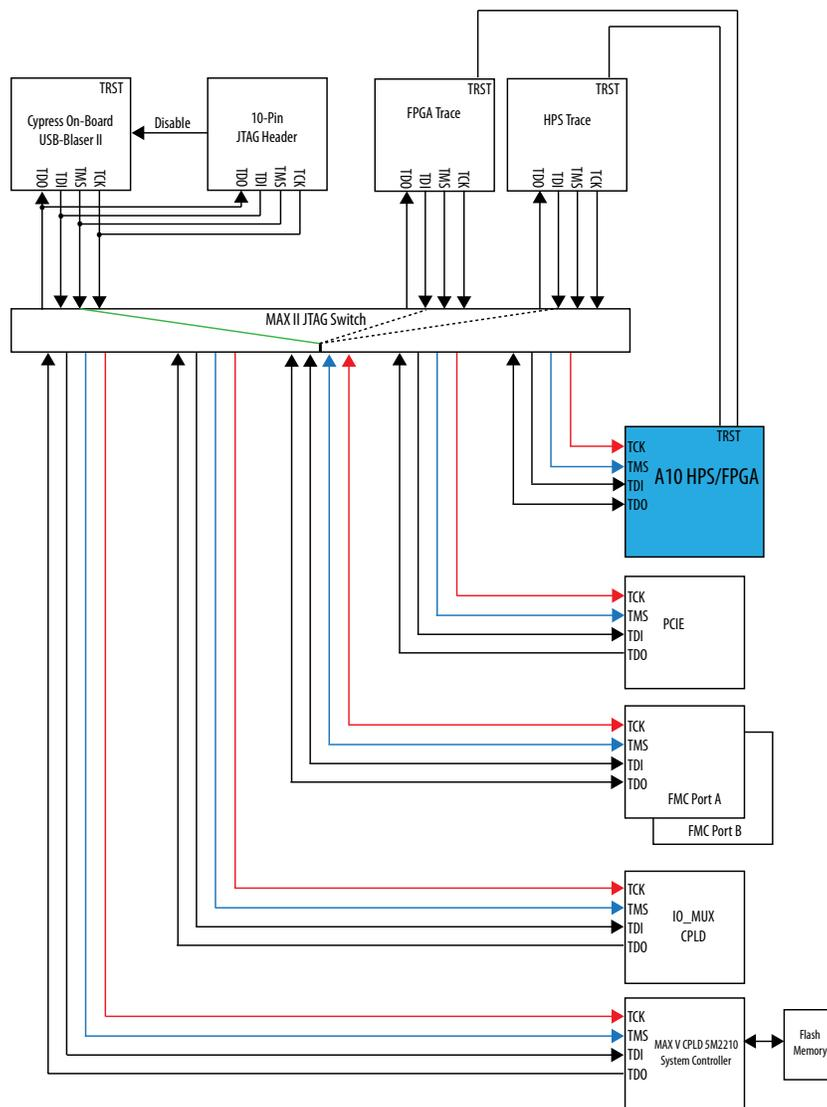 TRST
Cypress On-Board
USB-Blaser II
TDO
TDI
TMS
TCK
Disable
10-Pin
JTAG Header
TDO
TDI
TMS
TCK
TRST
FPGA Trace
TDO
TDI
TMS
TCK
TRST
HPS Trace
TDO
TDI
TMS
TCK
MAX II JTAG Switch
TRST
TCK
TMS
TDI
TDO
A10 HPS/FPGA
TCK
TMS
TDI
TDO
PCIE
TCK
TMS
TDI
TDO
FMC Port A
FMC Port B
TCK
TMS
TDI
TDO
IO_MUX
CPLD
TCK
TMS
TDI
TDO
MAX V CPLD 5M2210
System Controller
Flash
Memory